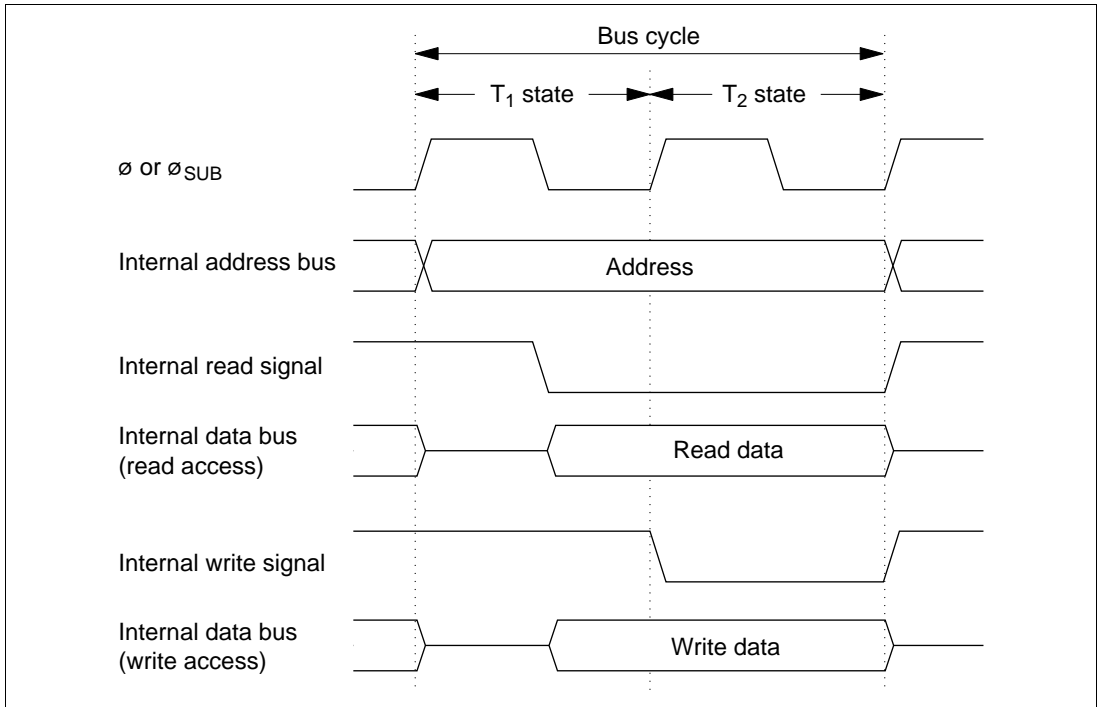 Bus cycle
T₁ state
T₂ state
ø or ø SUB
Internal address bus
Address
Internal read signal
Internal data bus
(read access)
Read data
Internal write signal
Internal data bus
(write access)
Write data